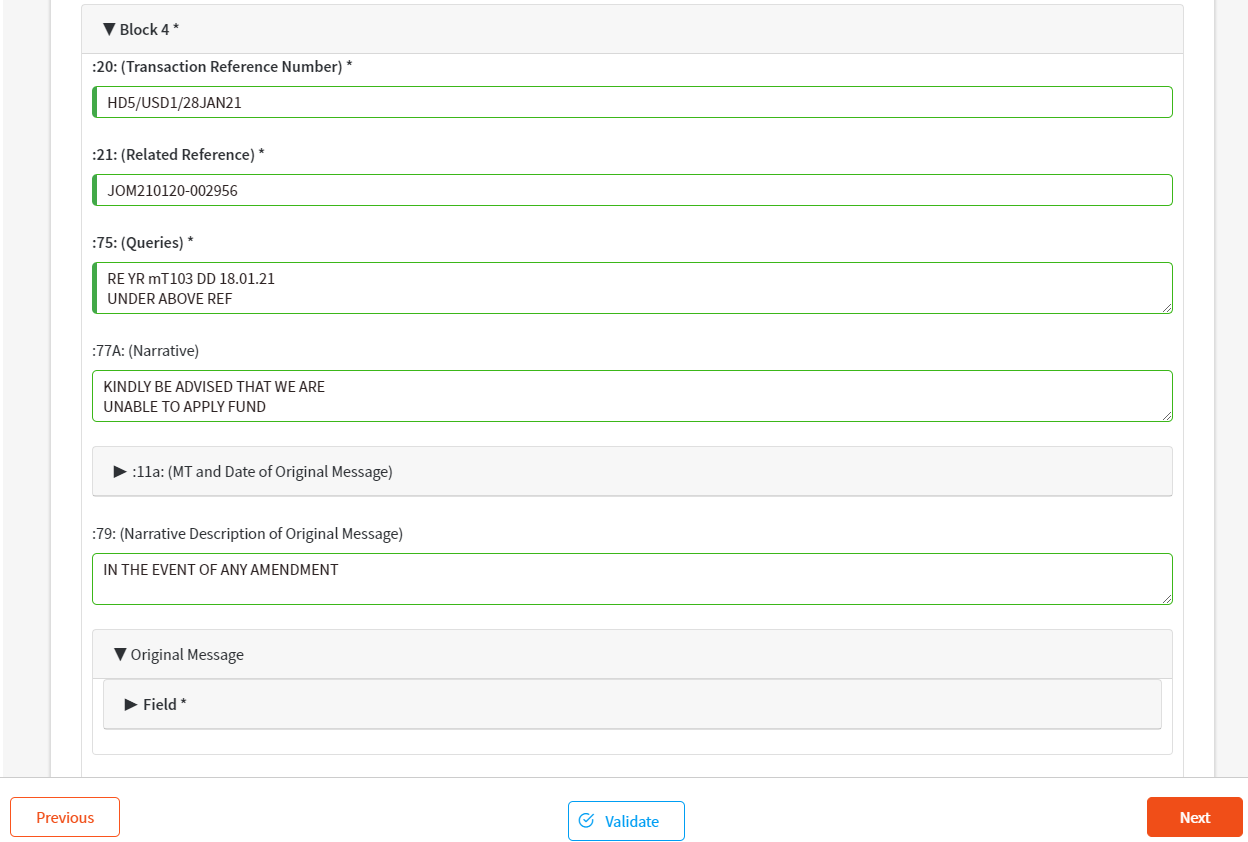 Block 4 *
:20: (Transaction Reference Number) *
HD5/USD1/28JAN21
:21: (Related Reference) *
JOM210120-002956
:75: (Queries) *
RE YR mT103 DD 18.01.21
UNDER ABOVE REF
:77A: (Narrative)
KINDLY BE ADVISED THAT WE ARE
UNABLE TO APPLY FUND
:11a: (MT and Date of Original Message)
:79: (Narrative Description of Original Message)
IN THE EVENT OF ANY AMENDMENT
Original Message
Field *
Previous
Validate
Next